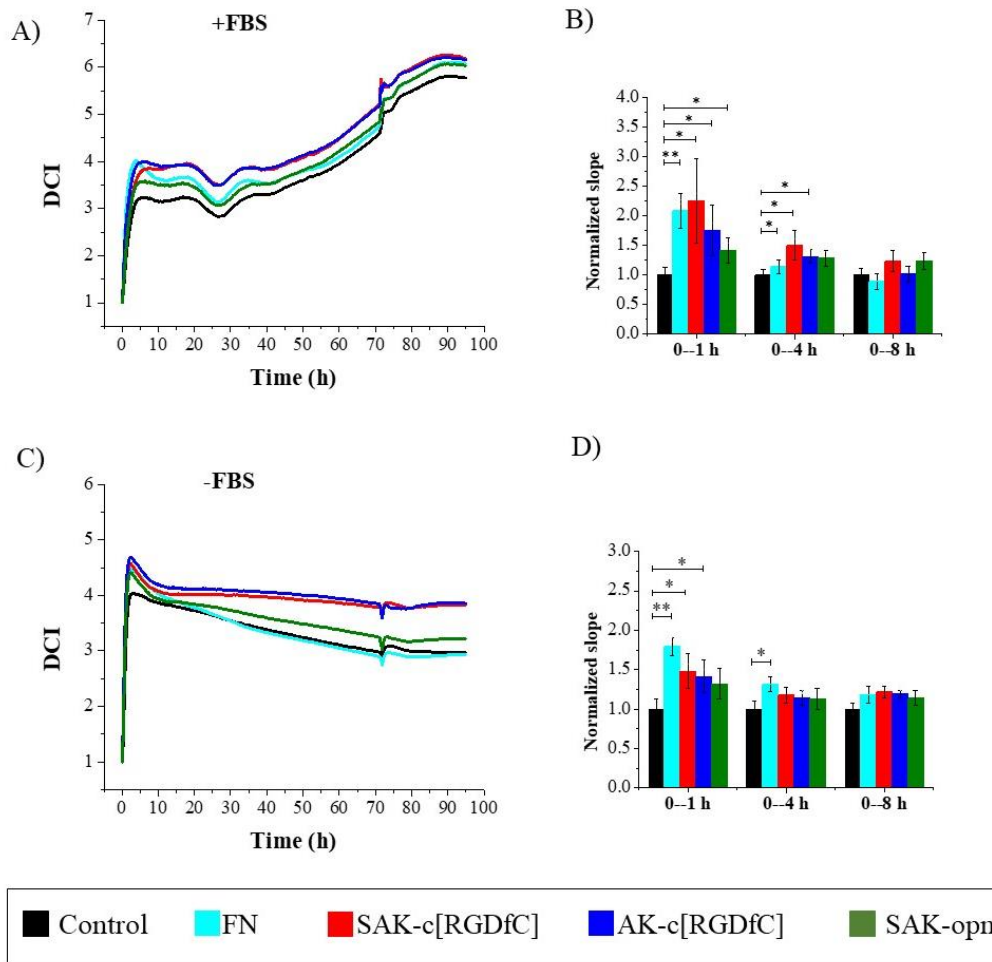 A)
+FBS
7
6
5
4
3
2
1
DCI
0 10 20 30 40 50 60 70 80 90 100
Time (h)
B)
4.0
3.5
3.0
2.5
2.0
1.5
1.0
0.5
0.0
Normalized slope
*
*
*
**
*
*
*
0--1 h 0--4 h 0--8 h
C)
-FBS
6
5
4
3
2
1
DCI
0 10 20 30 40 50 60 70 80 90 100
Time (h)
D)
3.0
2.5
2.0
1.5
1.0
0.5
0.0
Normalized slope
*
*
**
*
0--1 h 0--4 h 0--8 h
Control FN SAK-c[RGDfC] AK-c[RGDfC] SAK-opn